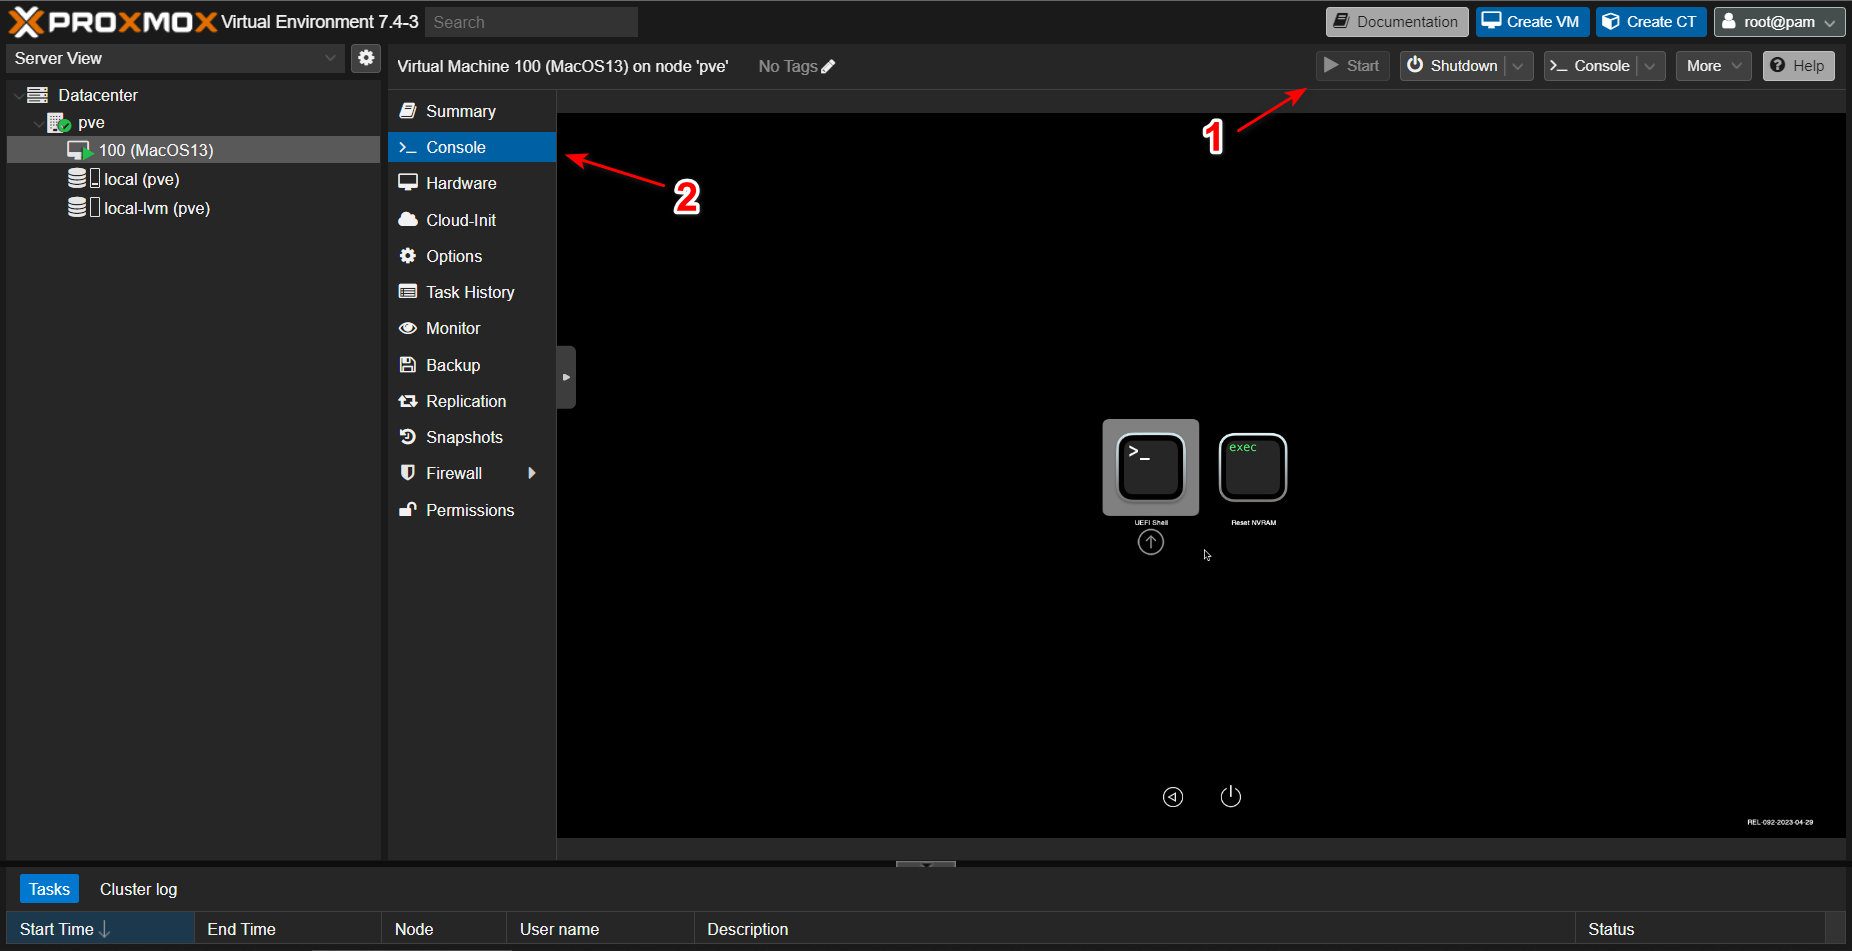 PROXMOX Virtual Environment 7.4-3 Search Documentation Create VM Create CT root@pam
Server View
Virtual Machine 100 (MacOS13) on node 'pve' No Tags Start Shutdown >_ Console More Help
Datacenter
pve
100 (MacOS13)
local (pve)
local-lvm (pve)
Summary
>_ Console
Hardware
Cloud-Init
Options
Task History
Monitor
Backup
Replication
Snapshots
Firewall
Permissions
1
2
>_
exec
UEFI Shell
Reset NVRAM
REL-092-2023-04-29
Tasks Cluster log
Start Time End Time Node User name Description Status